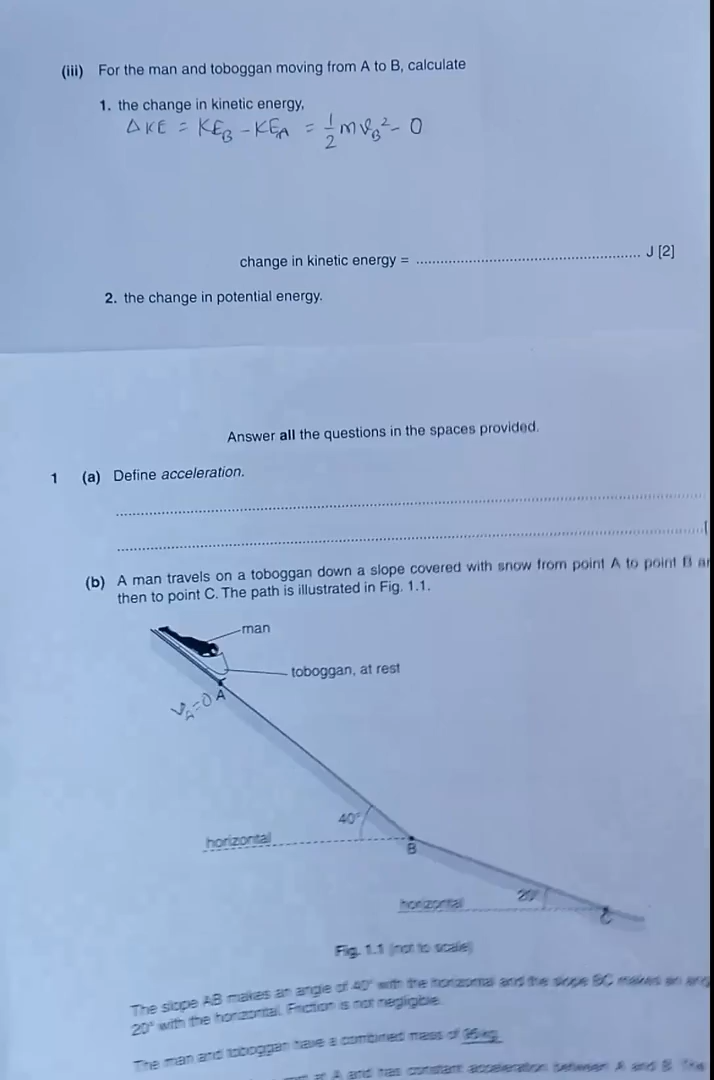 (iii) For the man and toboggan moving from A to B, calculate
1. the change in kinetic energy,
ΔKE = KE_B - KE_A = 1/2 m v_B² - 0
change in kinetic energy = ........................................ J [2]
2. the change in potential energy.
Answer all the questions in the spaces provided.
1 (a) Define acceleration.
(b) A man travels on a toboggan down a slope covered with snow from point A to point B
then to point C. The path is illustrated in Fig. 1.1.
man
toboggan, at rest
v_A=0 A
40°
horizontal
B
horizontal
20°
C
Fig. 1.1 (not to scale)
The slope AB makes an angle of 40° with the horizontal and the slope BC makes an
20° with the horizontal. Friction is not negligible.
The man and toboggan have a combined mass of 95 kg.
at A and has constant acceleration between A and B. The